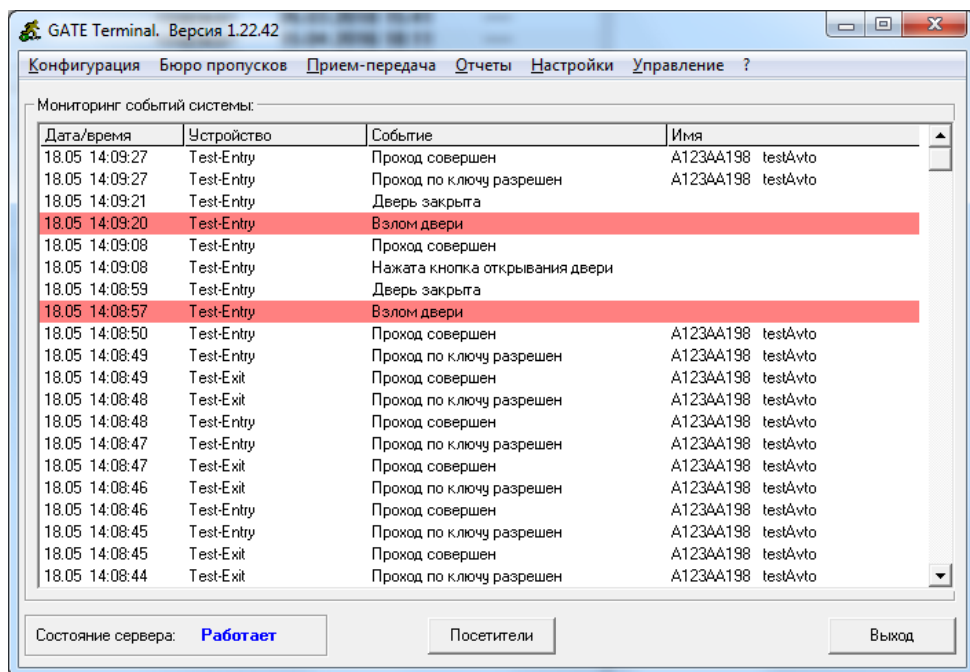 GATE Terminal. Версия 1.22.42
Конфигурация Бюро пропусков Прием-передача Отчеты Настройки Управление ?
Мониторинг событий системы:
Дата/время Устройство Событие Имя
18.05 14:09:27 Test-Entry Проход совершен A123AA198 testAvto
18.05 14:09:27 Test-Entry Проход по ключу разрешен A123AA198 testAvto
18.05 14:09:21 Test-Entry Дверь закрыта
18.05 14:09:20 Test-Entry Взлом двери
18.05 14:09:08 Test-Entry Проход совершен
18.05 14:09:08 Test-Entry Нажата кнопка открывания двери
18.05 14:08:59 Test-Entry Дверь закрыта
18.05 14:08:57 Test-Entry Взлом двери
18.05 14:08:50 Test-Entry Проход совершен A123AA198 testAvto
18.05 14:08:49 Test-Entry Проход по ключу разрешен A123AA198 testAvto
18.05 14:08:49 Test-Exit Проход совершен A123AA198 testAvto
18.05 14:08:48 Test-Exit Проход по ключу разрешен A123AA198 testAvto
18.05 14:08:48 Test-Entry Проход совершен A123AA198 testAvto
18.05 14:08:47 Test-Entry Проход по ключу разрешен A123AA198 testAvto
18.05 14:08:47 Test-Exit Проход совершен A123AA198 testAvto
18.05 14:08:46 Test-Exit Проход по ключу разрешен A123AA198 testAvto
18.05 14:08:46 Test-Entry Проход совершен A123AA198 testAvto
18.05 14:08:45 Test-Entry Проход по ключу разрешен A123AA198 testAvto
18.05 14:08:45 Test-Exit Проход совершен A123AA198 testAvto
18.05 14:08:44 Test-Exit Проход по ключу разрешен A123AA198 testAvto
Состояние сервера: Работает Посетители Выход